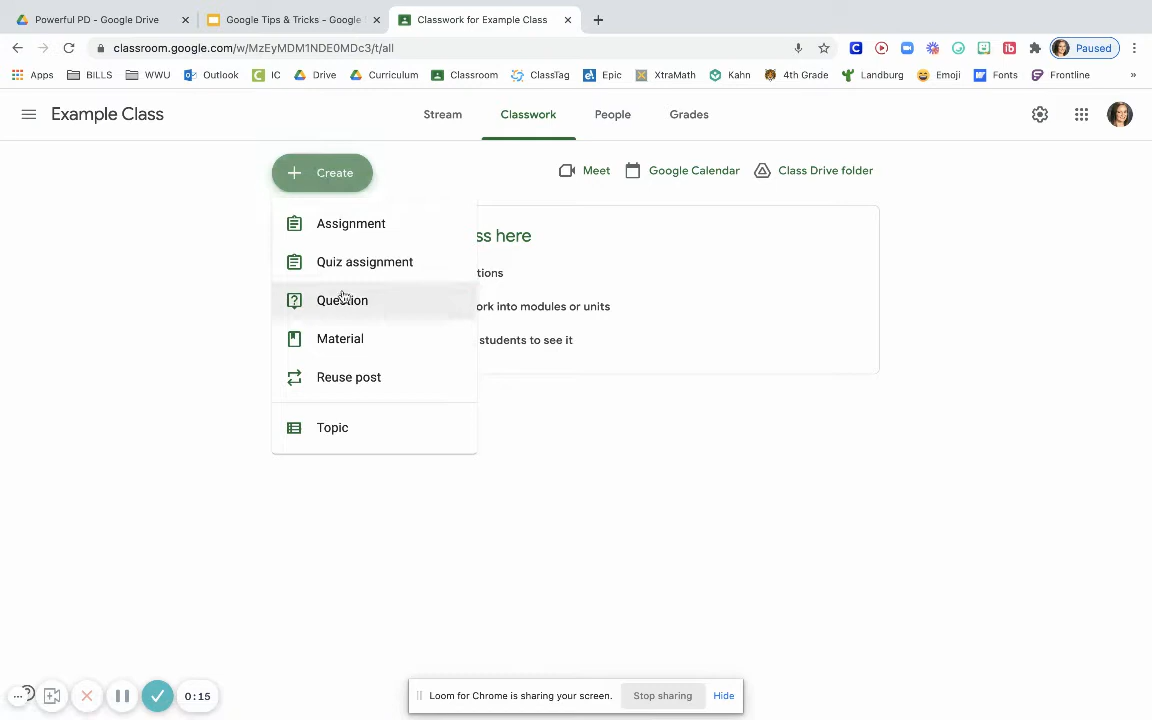 Powerful PD - Google Drive
Google Tips & Tricks - Google
Classwork for Example Class
classroom.google.com/w/MzEyMDM1NDE0MDc3/t/all
Paused
Apps
BILLS
WWU
Outlook
IC
Drive
Curriculum
Classroom
ClassTag
Epic
XtraMath
Kahn
4th Grade
Landburg
Emoji
Fonts
Frontline
»
Example Class
Stream
Classwork
People
Grades
Create
Meet
Google Calendar
Class Drive folder
Assignment
Quiz assignment
Question
Material
Reuse post
Topic
ss here
tions
ork into modules or units
students to see it
0:15
Loom for Chrome is sharing your screen.
Stop sharing
Hide